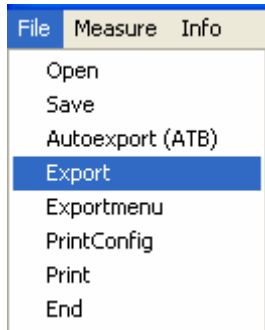 File Measure Info
Open
Save
Autoexport (ATB)
Export
Exportmenu
PrintConfig
Print
End